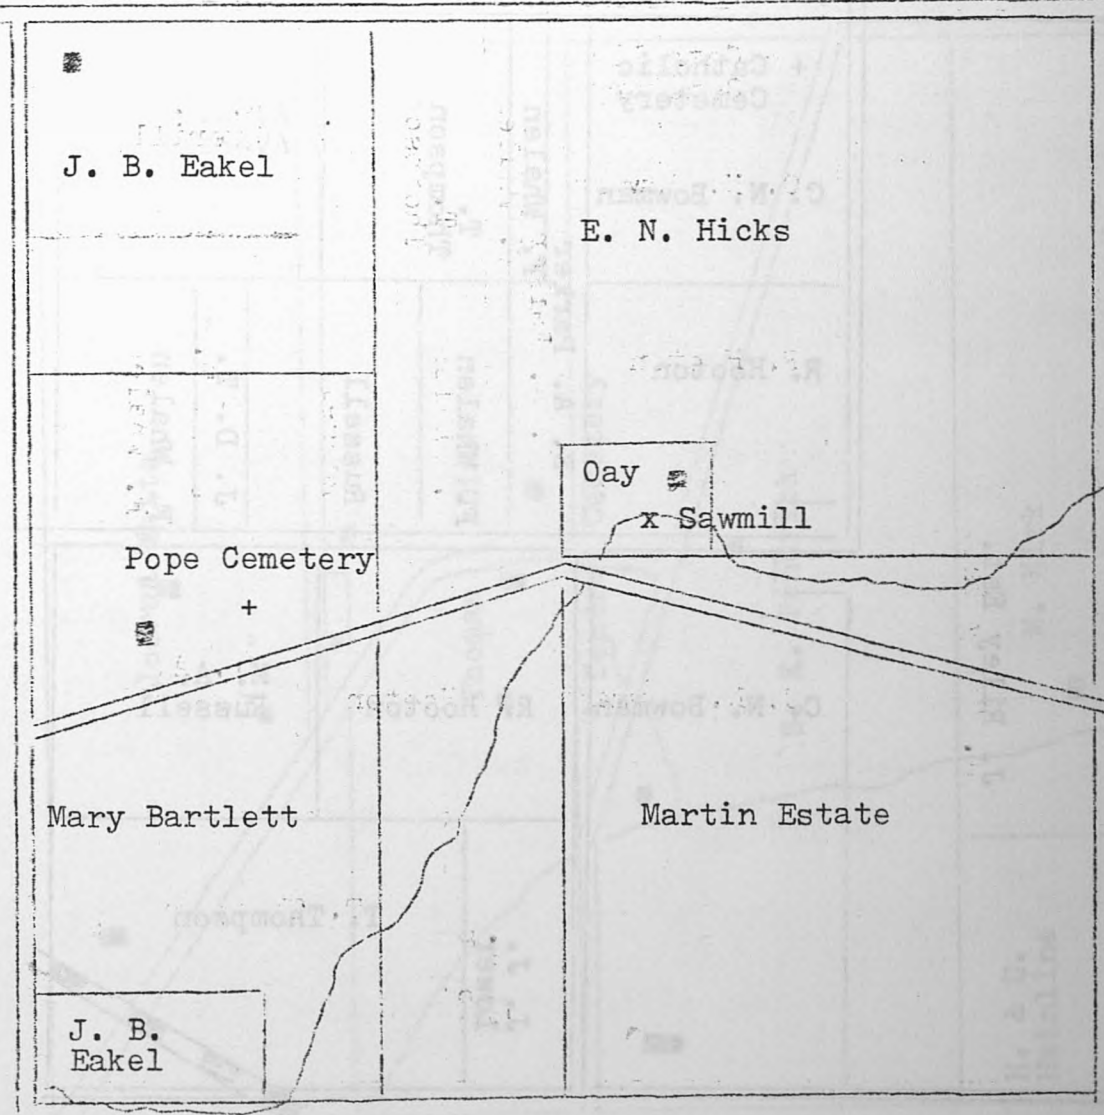 J. B. Eakel
E. N. Hicks
Oay
x Sawmill
Pope Cemetery
+
Mary Bartlett
Martin Estate
J. B.
Eakel